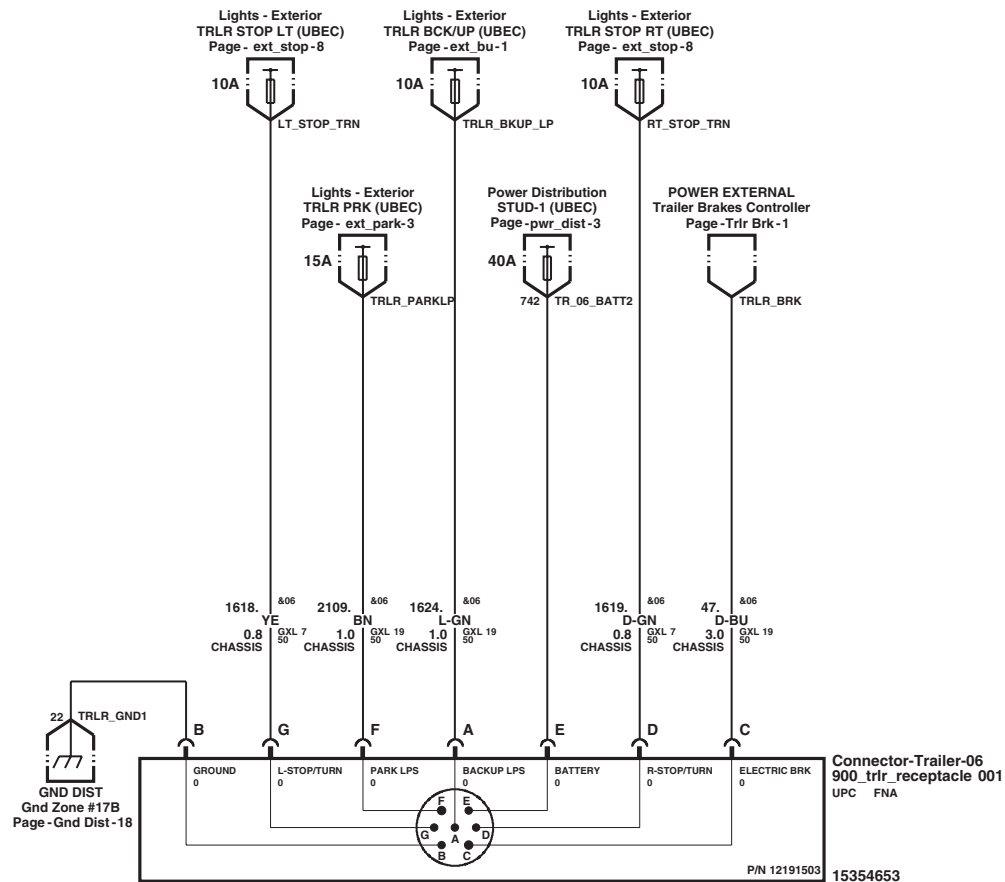 Lights - Exterior
TRLR STOP LT (UBEC)
Page - ext_stop-8
10A
LT_STOP_TRN
Lights - Exterior
TRLR BCK/UP (UBEC)
Page - ext_bu-1
10A
TRLR_BKUP_LP
Lights - Exterior
TRLR STOP RT (UBEC)
Page - ext_stop-8
10A
RT_STOP_TRN
Lights - Exterior
TRLR PRK (UBEC)
Page - ext_park-3
15A
TRLR_PARKLP
Power Distribution
STUD-1 (UBEC)
Page -pwr_dist-3
40A
742 TR_06_BATT2
POWER EXTERNAL
Trailer Brakes Controller
Page -Trlr Brk-1
TRLR_BRK
1618. &06
YE
0.8 GXL 7
50
CHASSIS
2109. &06
BN
1.0 GXL 19
50
CHASSIS
1624. &06
L-GN
1.0 GXL 19
50
CHASSIS
1619. &06
D-GN
0.8 GXL 7
50
CHASSIS
47. &06
D-BU
3.0 GXL 19
50
CHASSIS
22 TRLR_GND1
GND DIST
Gnd Zone #17B
Page -Gnd Dist -18
B G F A E D C
GROUND L-STOP/TURN PARK LPS BACKUP LPS BATTERY R-STOP/TURN ELECTRIC BRK
0 0 0 0 0 0 0
F E
G A D
B C
P/N 12191503
Connector-Trailer-06
900_trlr_receptacle 001
UPC FNA
15354653